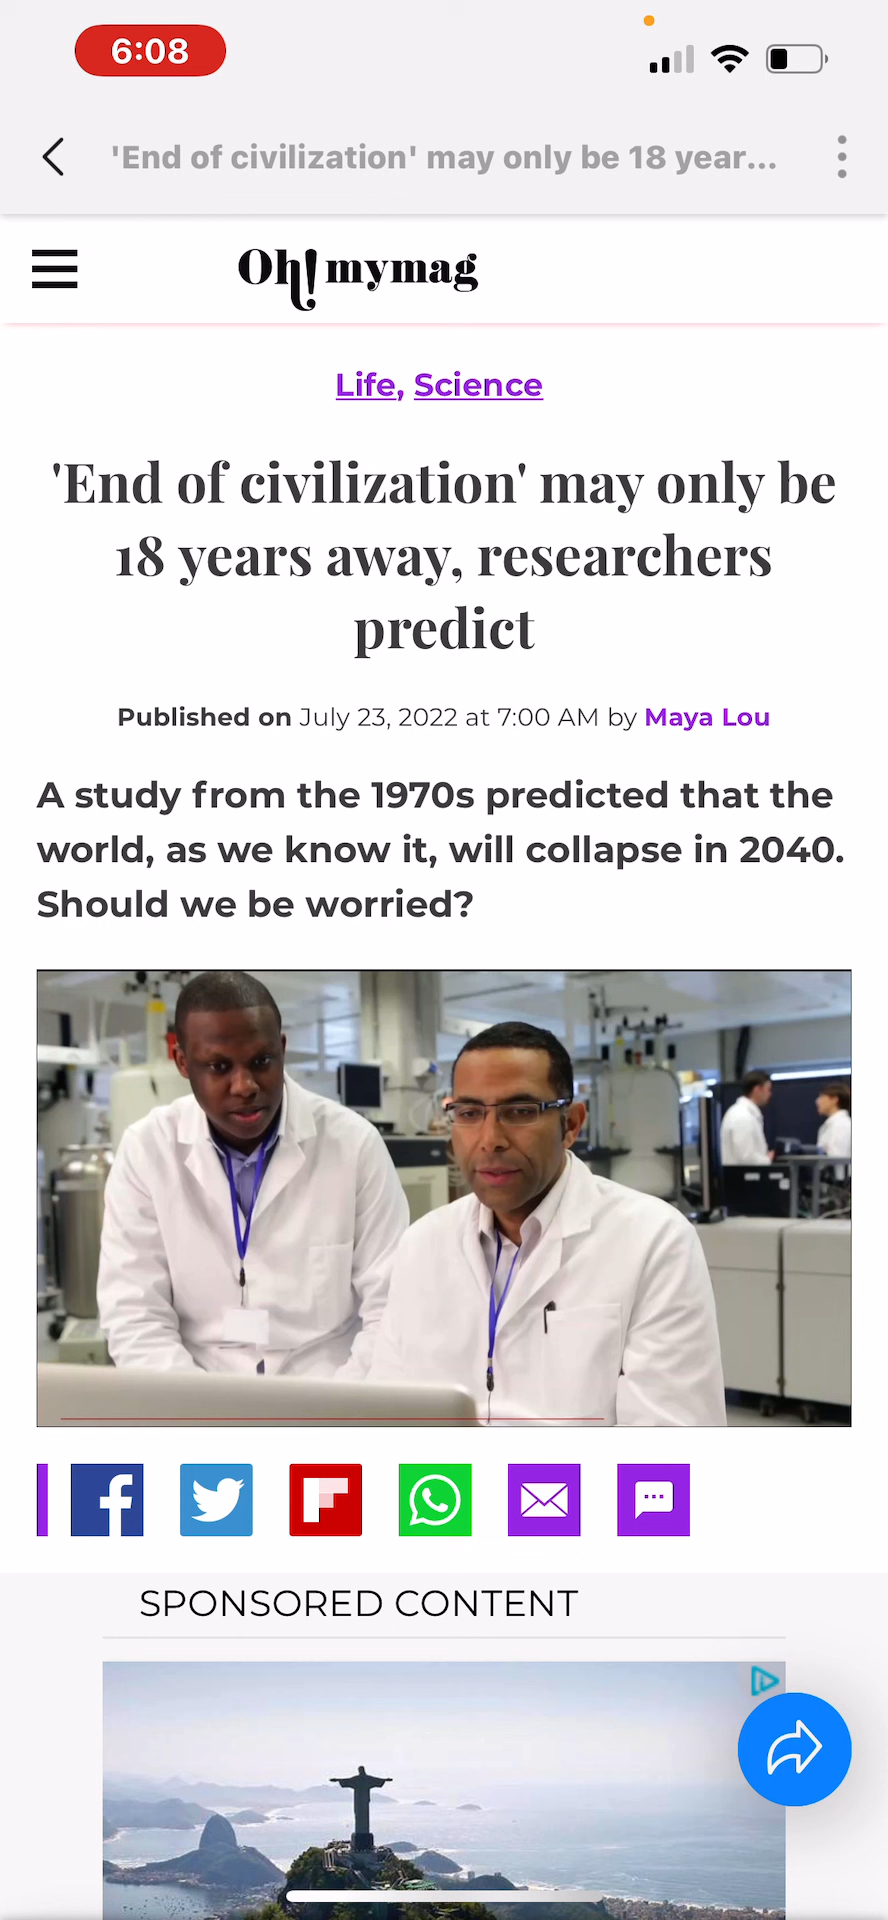 6:08
'End of civilization' may only be 18 year...
Oh! mymag
Life, Science
'End of civilization' may only be
18 years away, researchers
predict
Published on July 23, 2022 at 7:00 AM by Maya Lou
A study from the 1970s predicted that the
world, as we know it, will collapse in 2040.
Should we be worried?
SPONSORED CONTENT